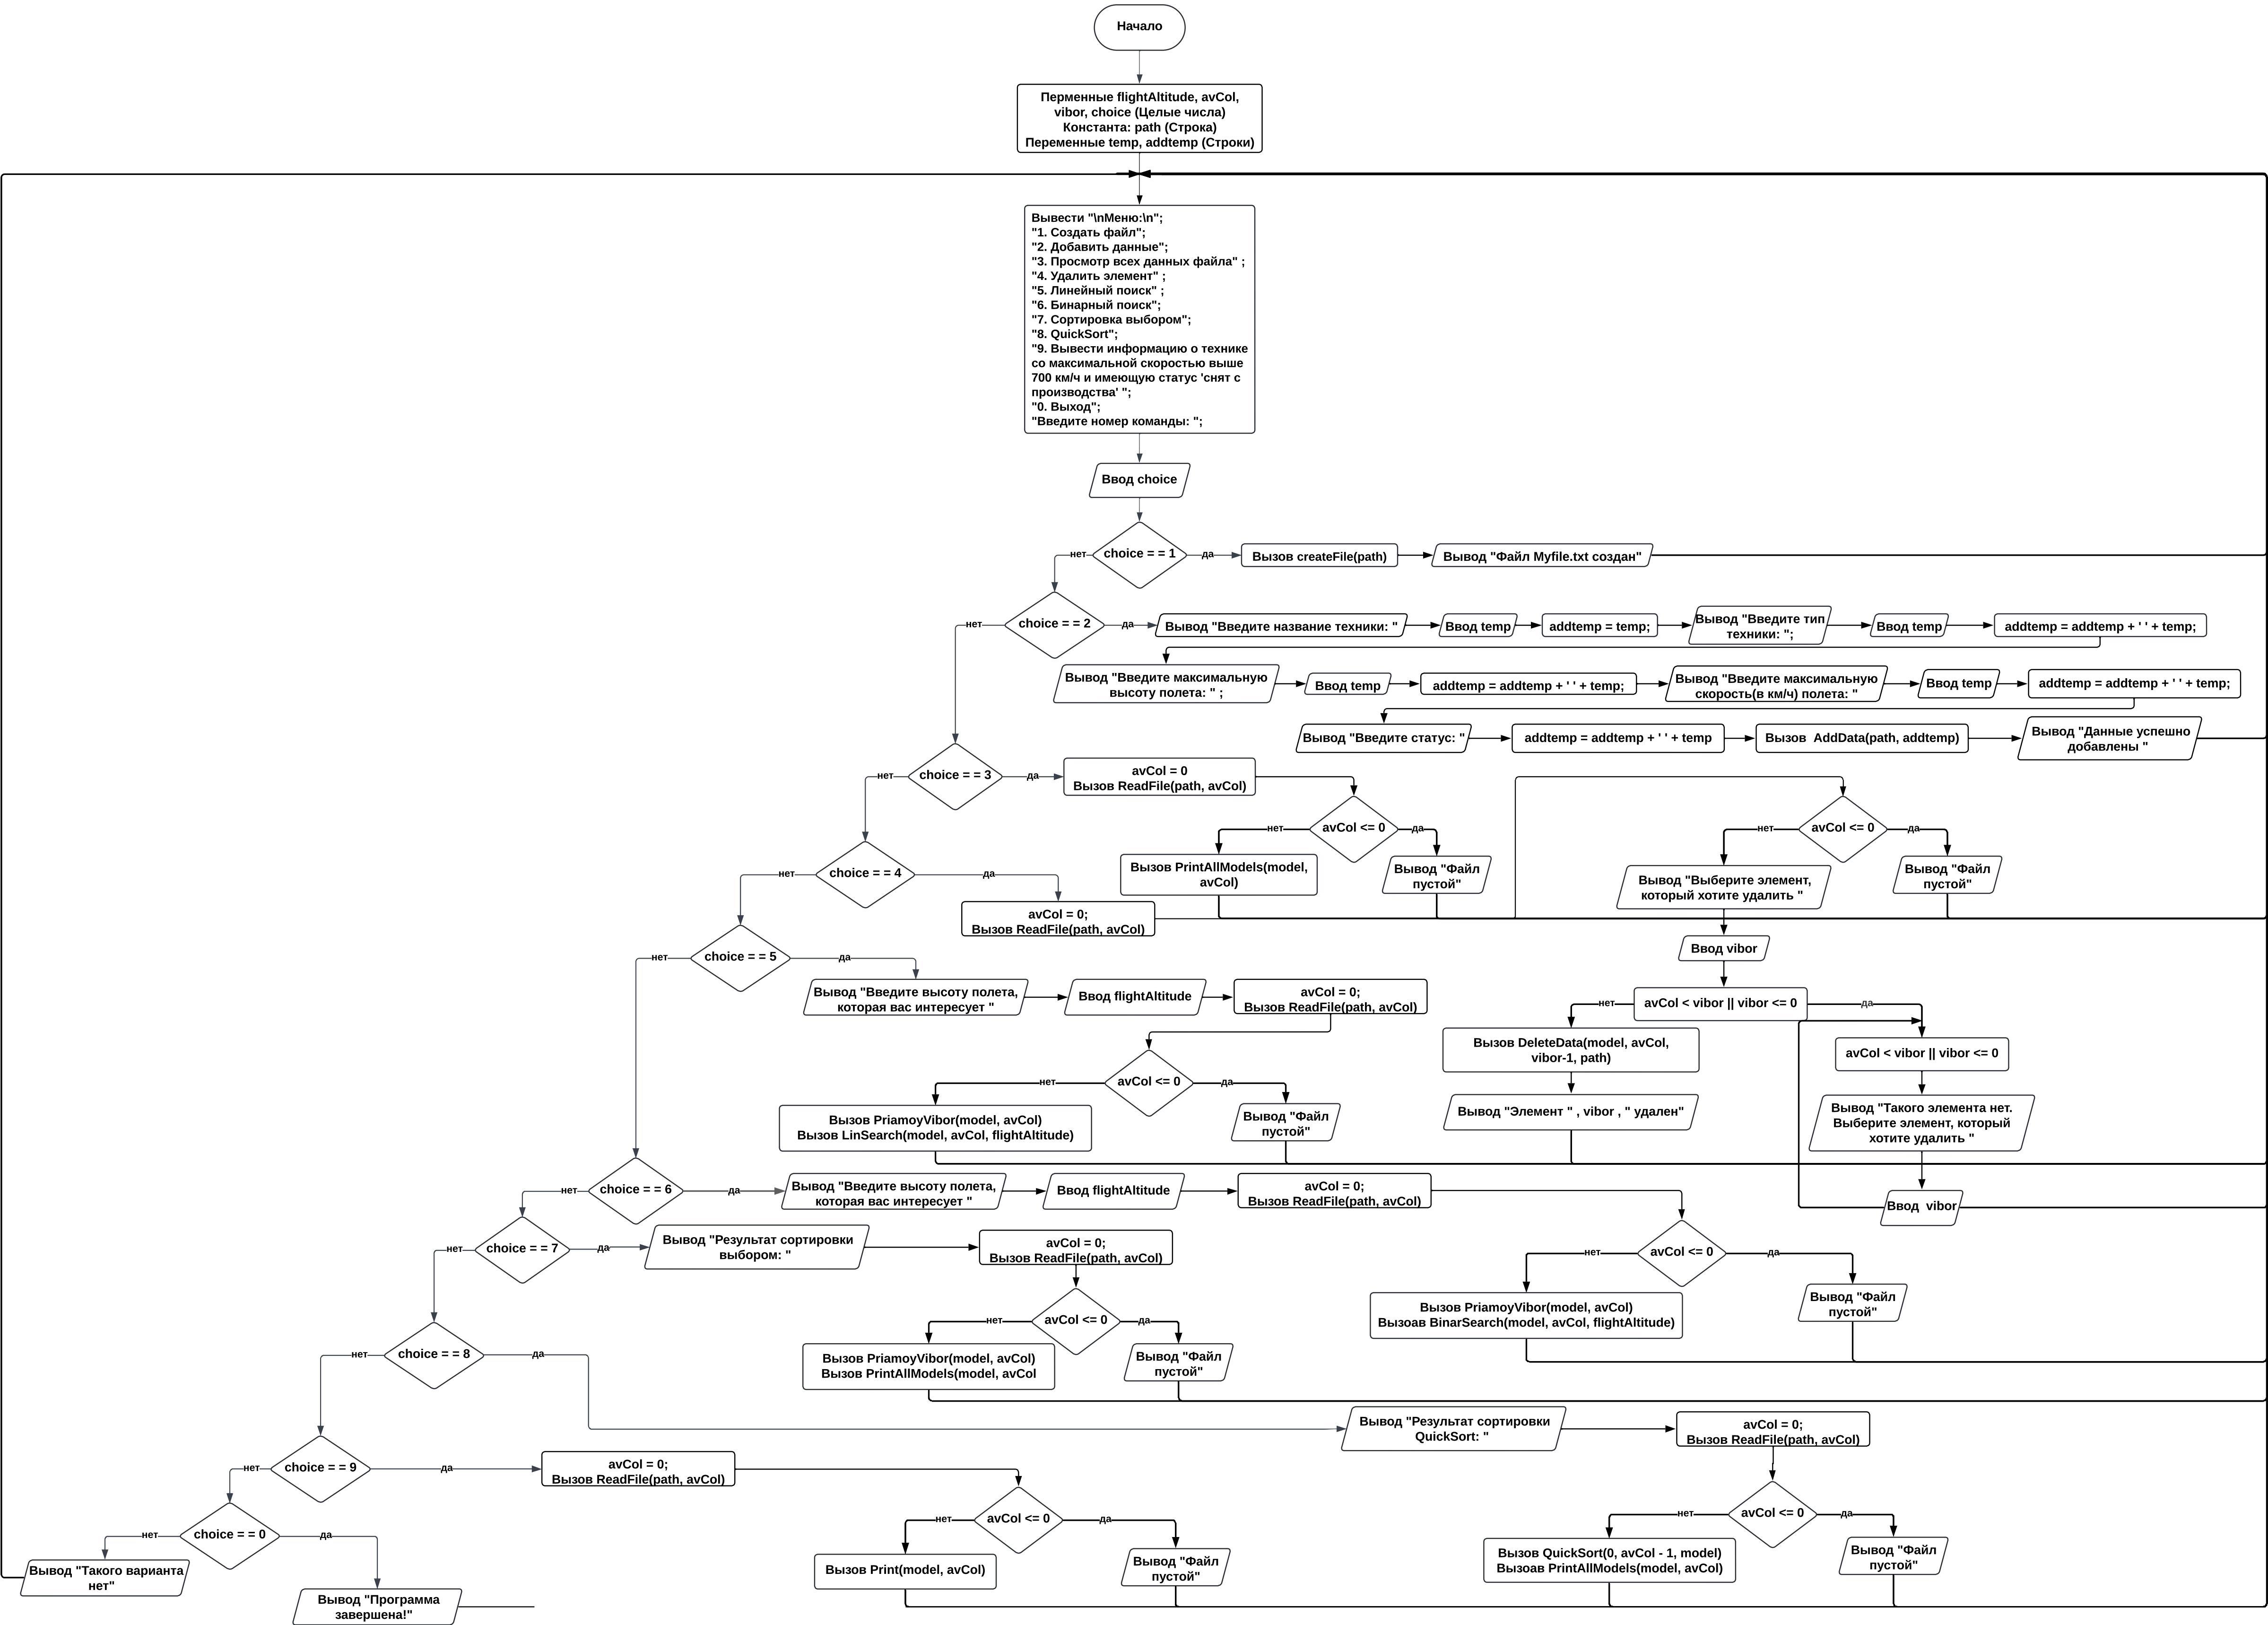 Начало
Перменные flightAltitude, avCol,
vibor, choice (Целые числа)
Константа: path (Строка)
Переменные temp, addtemp (Строки)
Вывести "\nМеню:\n";
"1. Создать файл";
"2. Добавить данные";
"3. Просмотр всех данных файла" ;
"4. Удалить элемент" ;
"5. Линейный поиск" ;
"6. Бинарный поиск";
"7. Сортировка выбором";
"8. QuickSort";
"9. Вывести информацию о технике
со максимальной скоростью выше
700 км/ч и имеющую статус 'снят с
производства' ";
"0. Выход";
"Введите номер команды: ";
Ввод choice
нет
choice = = 1
да
Вызов createFile(path)
Вывод "Файл Myfile.txt создан"
нет
choice = = 2
да
Вывод "Введите название техники: "
Ввод temp
addtemp = temp;
Вывод "Введите тип
техники: ";
Ввод temp
addtemp = addtemp + ' ' + temp;
Вывод "Введите максимальную
высоту полета: " ;
Ввод temp
addtemp = addtemp + ' ' + temp;
Вывод "Введите максимальную
скорость(в км/ч) полета: "
Ввод temp
addtemp = addtemp + ' ' + temp;
Вывод "Введите статус: "
addtemp = addtemp + ' ' + temp
Вызов  AddData(path, addtemp)
Вывод "Данные успешно
добавлены "
нет
choice = = 3
да
avCol = 0
Вызов ReadFile(path, avCol)
нет
avCol <= 0
да
Вызов PrintAllModels(model,
avCol)
Вывод "Файл
пустой"
нет
choice = = 4
да
avCol = 0;
Вызов ReadFile(path, avCol)
нет
avCol <= 0
да
Вывод "Выберите элемент,
который хотите удалить "
Вывод "Файл
пустой"
Ввод vibor
нет
avCol < vibor || vibor <= 0
да
Вызов DeleteData(model, avCol,
vibor-1, path)
Вывод "Элемент " , vibor , " удален"
avCol < vibor || vibor <= 0
Вывод "Такого элемента нет.
Выберите элемент, который
хотите удалить "
Ввод  vibor
нет
choice = = 5
да
Вывод "Введите высоту полета,
которая вас интересует "
Ввод flightAltitude
avCol = 0;
Вызов ReadFile(path, avCol)
нет
avCol <= 0
да
Вызов PriamoyVibor(model, avCol)
Вызов LinSearch(model, avCol, flightAltitude)
Вывод "Файл
пустой"
нет
choice = = 6
да
Вывод "Введите высоту полета,
которая вас интересует "
Ввод flightAltitude
avCol = 0;
Вызов ReadFile(path, avCol)
нет
avCol <= 0
да
Вызов PriamoyVibor(model, avCol)
Вызоав BinarSearch(model, avCol, flightAltitude)
Вывод "Файл
пустой"
нет
choice = = 7
да
Вывод "Результат сортировки
выбором: "
avCol = 0;
Вызов ReadFile(path, avCol)
нет
avCol <= 0
да
Вызов PriamoyVibor(model, avCol)
Вызов PrintAllModels(model, avCol
Вывод "Файл
пустой"
нет
choice = = 8
да
Вывод "Результат сортировки
QuickSort: "
avCol = 0;
Вызов ReadFile(path, avCol)
нет
avCol <= 0
да
Вызов QuickSort(0, avCol - 1, model)
Вызоав PrintAllModels(model, avCol)
Вывод "Файл
пустой"
нет
choice = = 9
да
avCol = 0;
Вызов ReadFile(path, avCol)
нет
avCol <= 0
да
Вызов Print(model, avCol)
Вывод "Файл
пустой"
нет
choice = = 0
да
Вывод "Такого варианта
нет"
Вывод "Программа
завершена!"